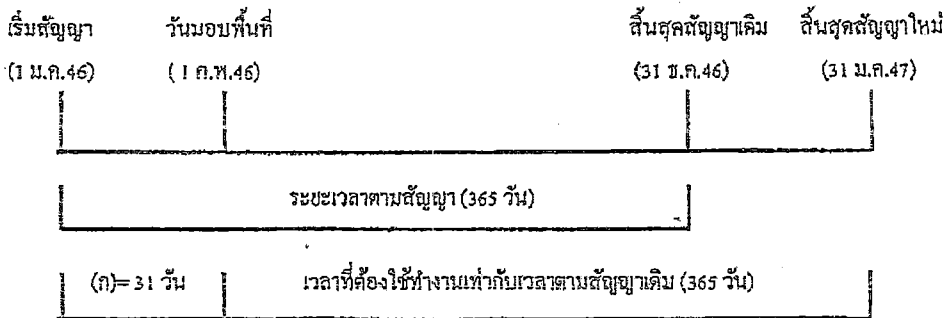 เริ่มสัญญา วันมอบพื้นที่ สิ้นสุดสัญญาเดิม สิ้นสุดสัญญาใหม่
(1 ม.ค.46) ( 1 ก.พ.46) (31 ธ.ค.46) (31 ม.ค.47)
ระยะเวลาตามสัญญา (365 วัน)
(ก)= 31 วัน เวลาที่ต้องใช้ทำงานเท่ากับเวลาตามสัญญาเดิม (365 วัน)